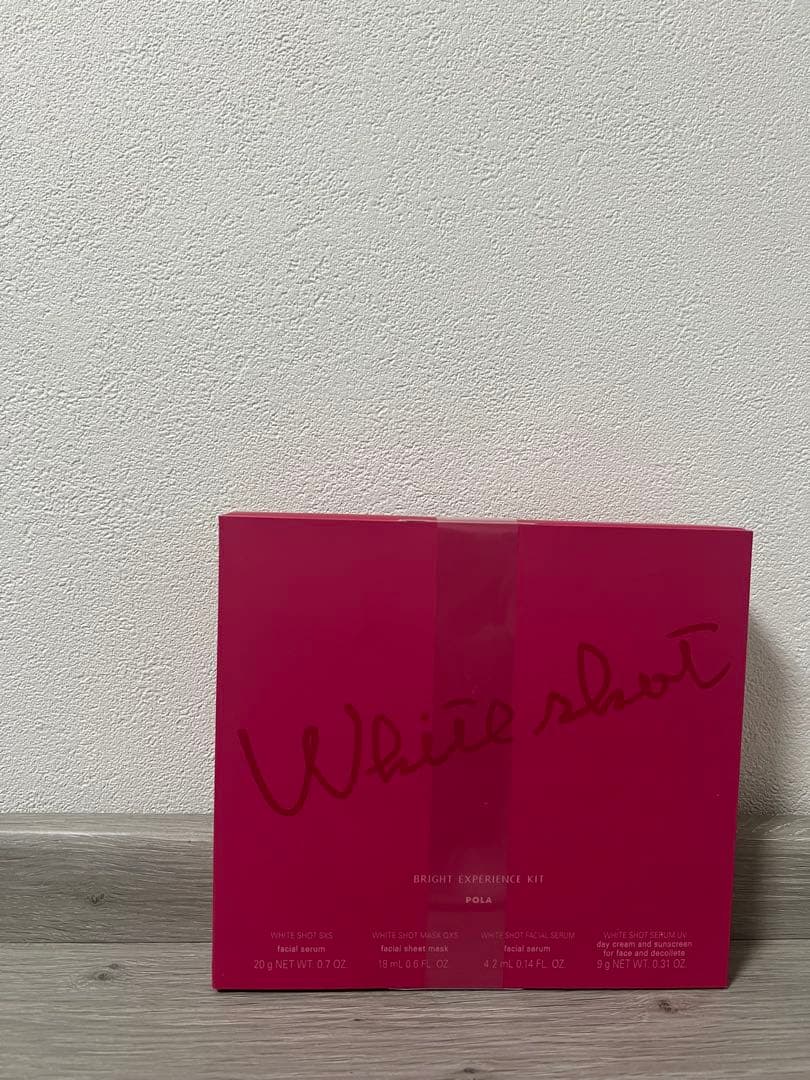 White shot
BRIGHT EXPERIENCE KIT
POLA
WHITE SHOT SXS
facial serum
20 g NET WT. 0.7 OZ.
WHITE SHOT MASK QXS
facial sheet mask
18 mL 0.6 FL. OZ.
WHITE SHOT FACIAL SERUM
facial serum
4.2 mL 0.14 FL. OZ.
WHITE SHOT SERUM UV
day cream and sunscreen
for face and decollete
9 g NET WT. 0.31 OZ.